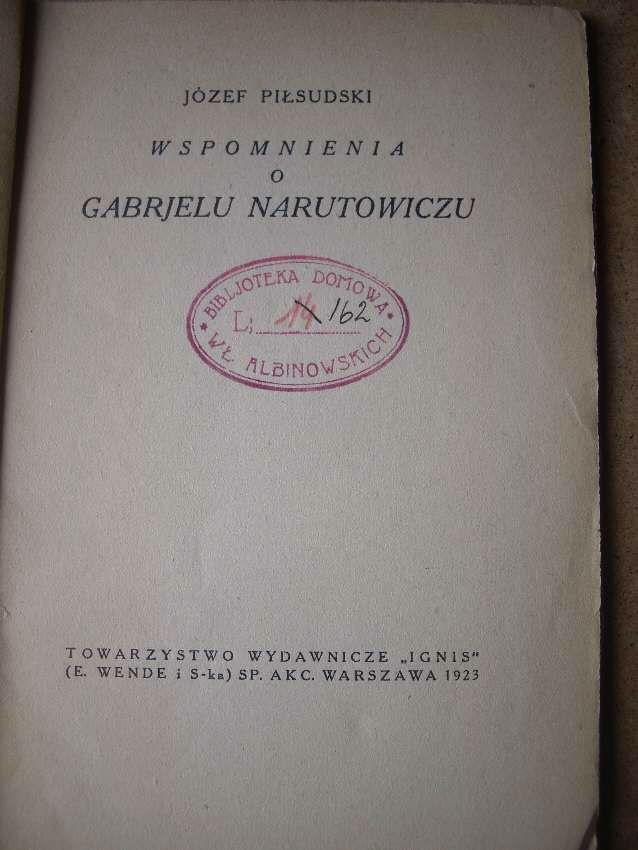 JÓZEF PIŁSUDSKI
WSPOMNIENIA
O
GABRJELU NARUTOWICZU
* BIBLJOTEKA DOMOWA *
L; 14 162
WŁ. ALBINOWSKICH
TOWARZYSTWO WYDAWNICZE „IGNIS"
(E. WENDE i S-ka) SP. AKC. WARSZAWA 1923